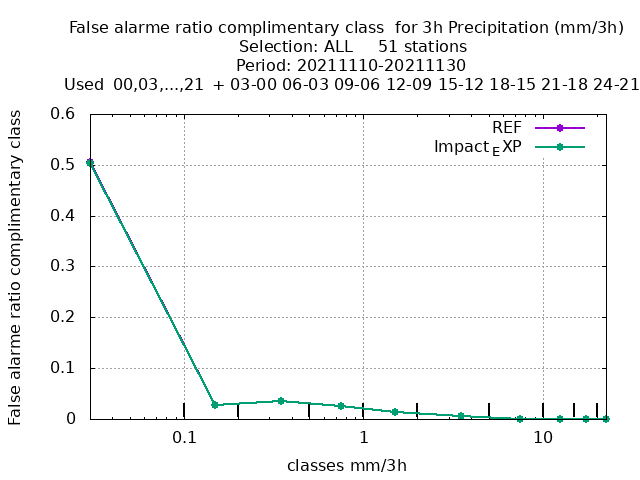 False alarme ratio complimentary class for 3h Precipitation (mm/3h)
Selection: ALL 51 stations
Period: 20211110-20211130
Used 00,03,...,21 + 03-00 06-03 09-06 12-09 15-12 18-15 21-18 24-21
False alarme ratio complimentary class
0.6
0.5
0.4
0.3
0.2
0.1
0
REF
Impact_EXP
0.1 1 10
classes mm/3h